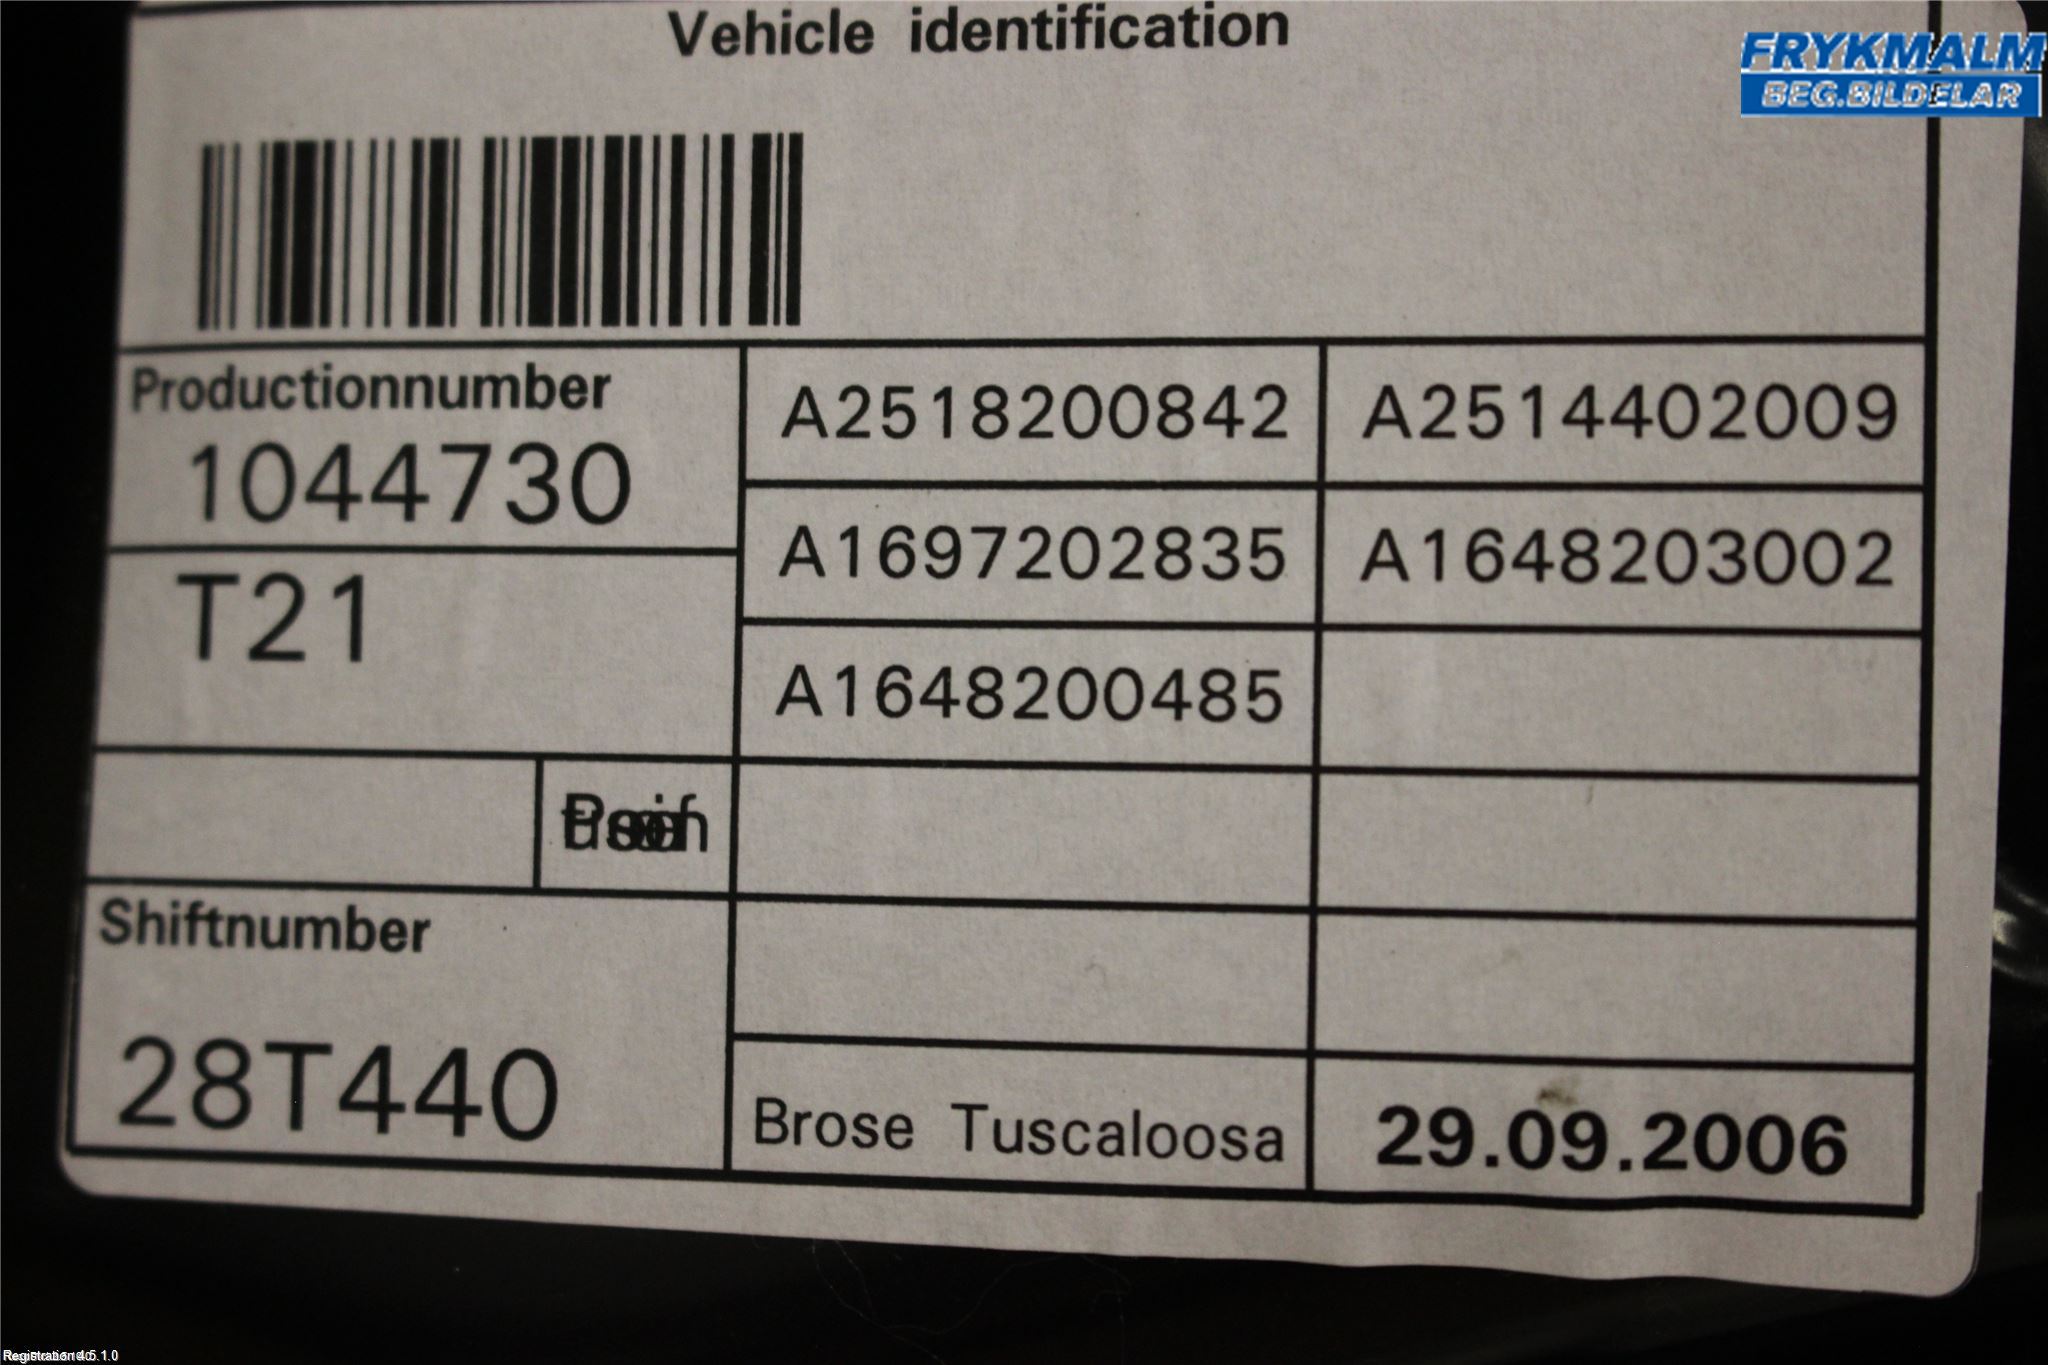 Vehicle identification
FRYKMALM
BEG.BILDELAR
Productionnumber
1044730
A2518200842 A2514402009
T21
A1697202835 A1648203002
A1648200485
Shiftnumber
28T440
Brose Tuscaloosa 29.09.2006